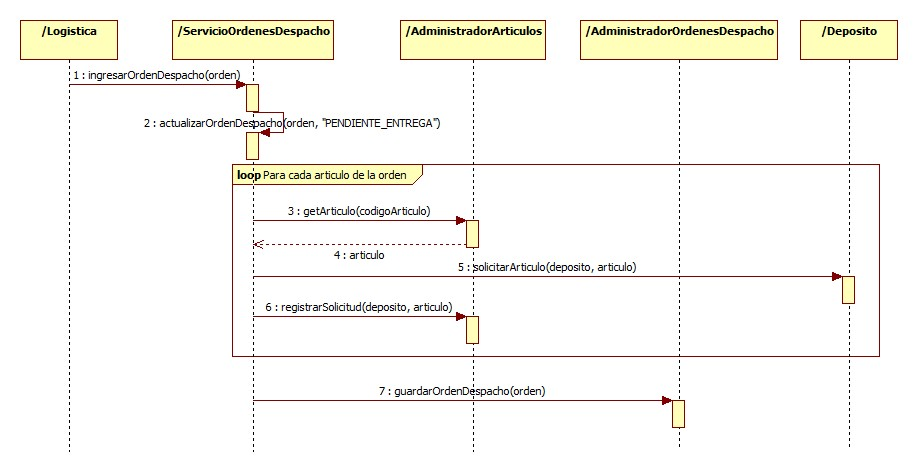 /Logistica
/ServicioOrdenesDespacho
/AdministradorArticulos
/AdministradorOrdenesDespacho
/Deposito
1 : ingresarOrdenDespacho(orden)
2 : actualizarOrdenDespacho(orden, "PENDIENTE_ENTREGA")
loop Para cada articulo de la orden
3 : getArticulo(codigoArticulo)
4 : articulo
5 : solicitarArticulo(deposito, articulo)
6 : registrarSolicitud(deposito, articulo)
7 : guardarOrdenDespacho(orden)